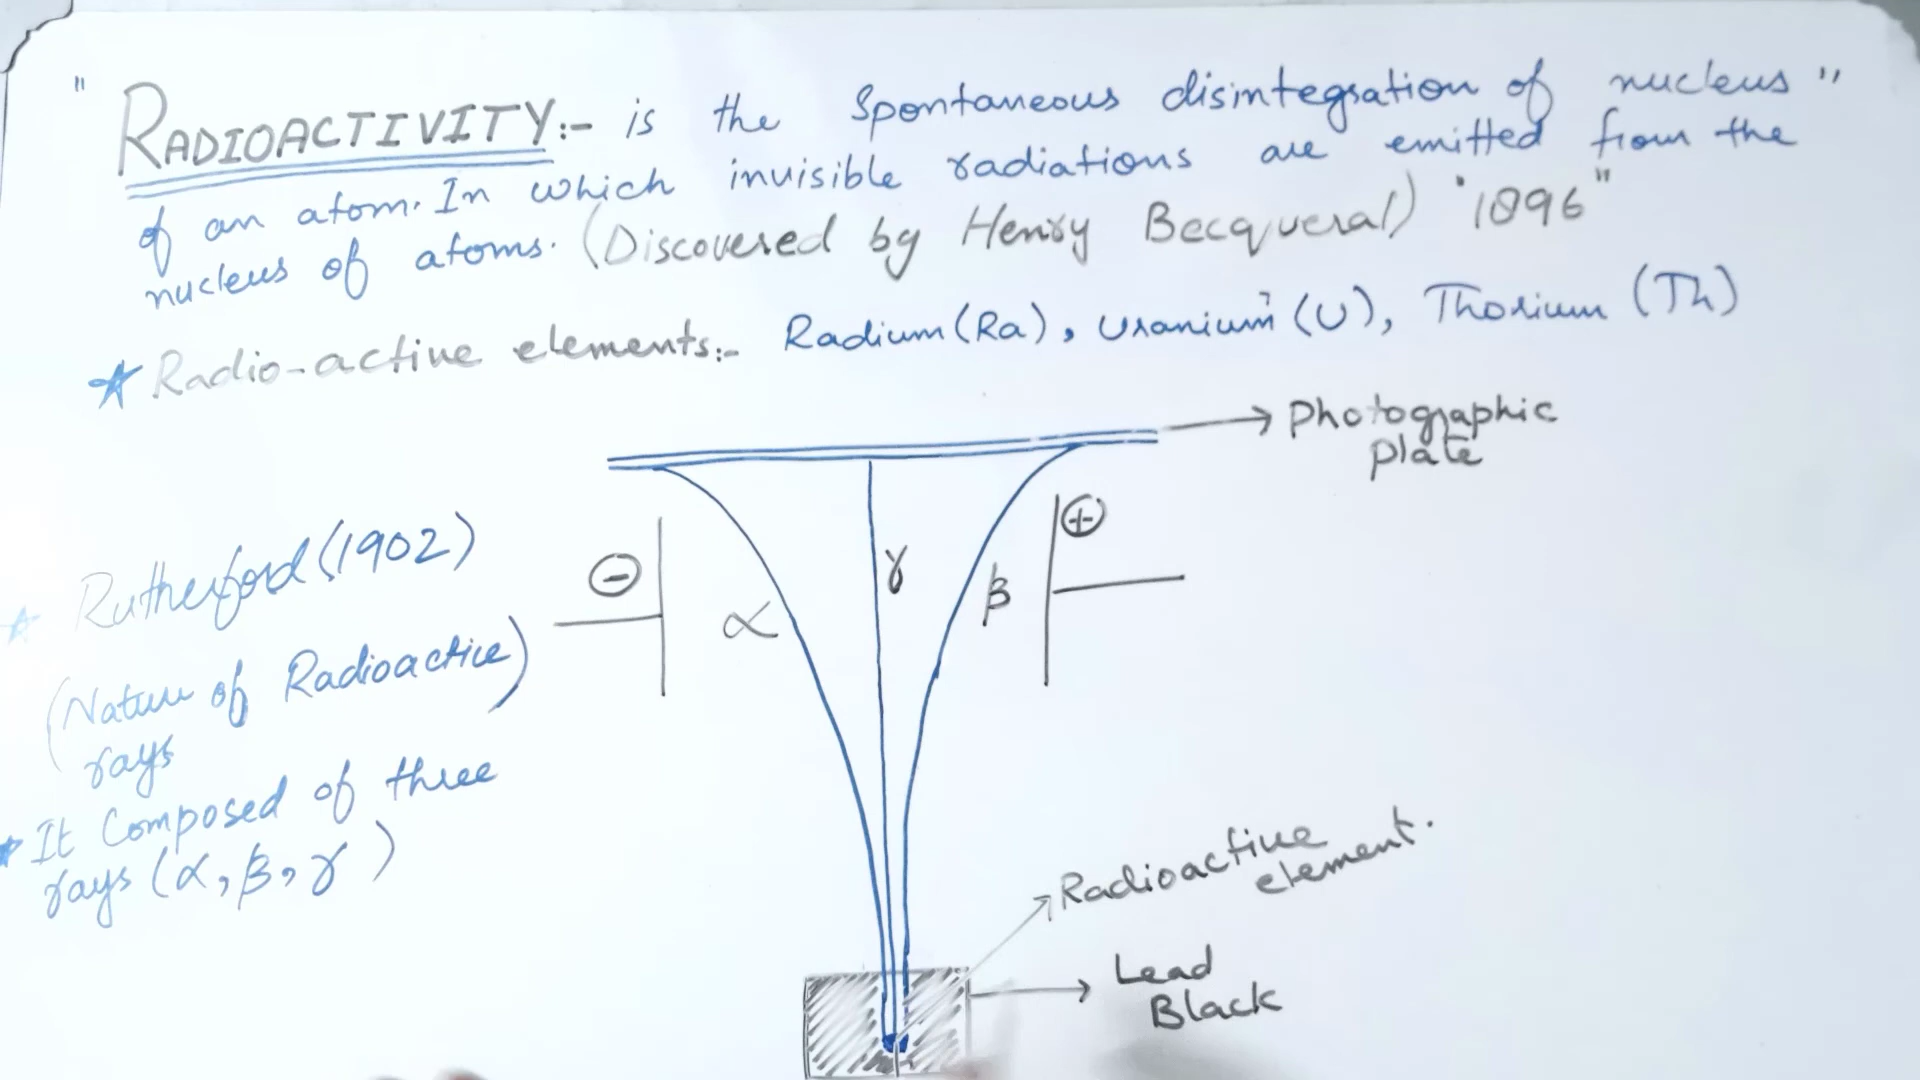 " RADIOACTIVITY:- is the Spontaneous disintegration of nucleus "
of an atom. In which invisible radiations are emitted from the
nucleus of atoms. (Discovered by Henry Becqueral) "1896"
Radio-active elements:- Radium (Ra), Uranium (U), Thorium (Th)
Photographic
plate
Rutherford (1902)
(Nature of Radioactive)
rays
It Composed of three
rays (α, β, γ)
⊖
α
γ
β
⊕
Radioactive
element.
Lead
Black